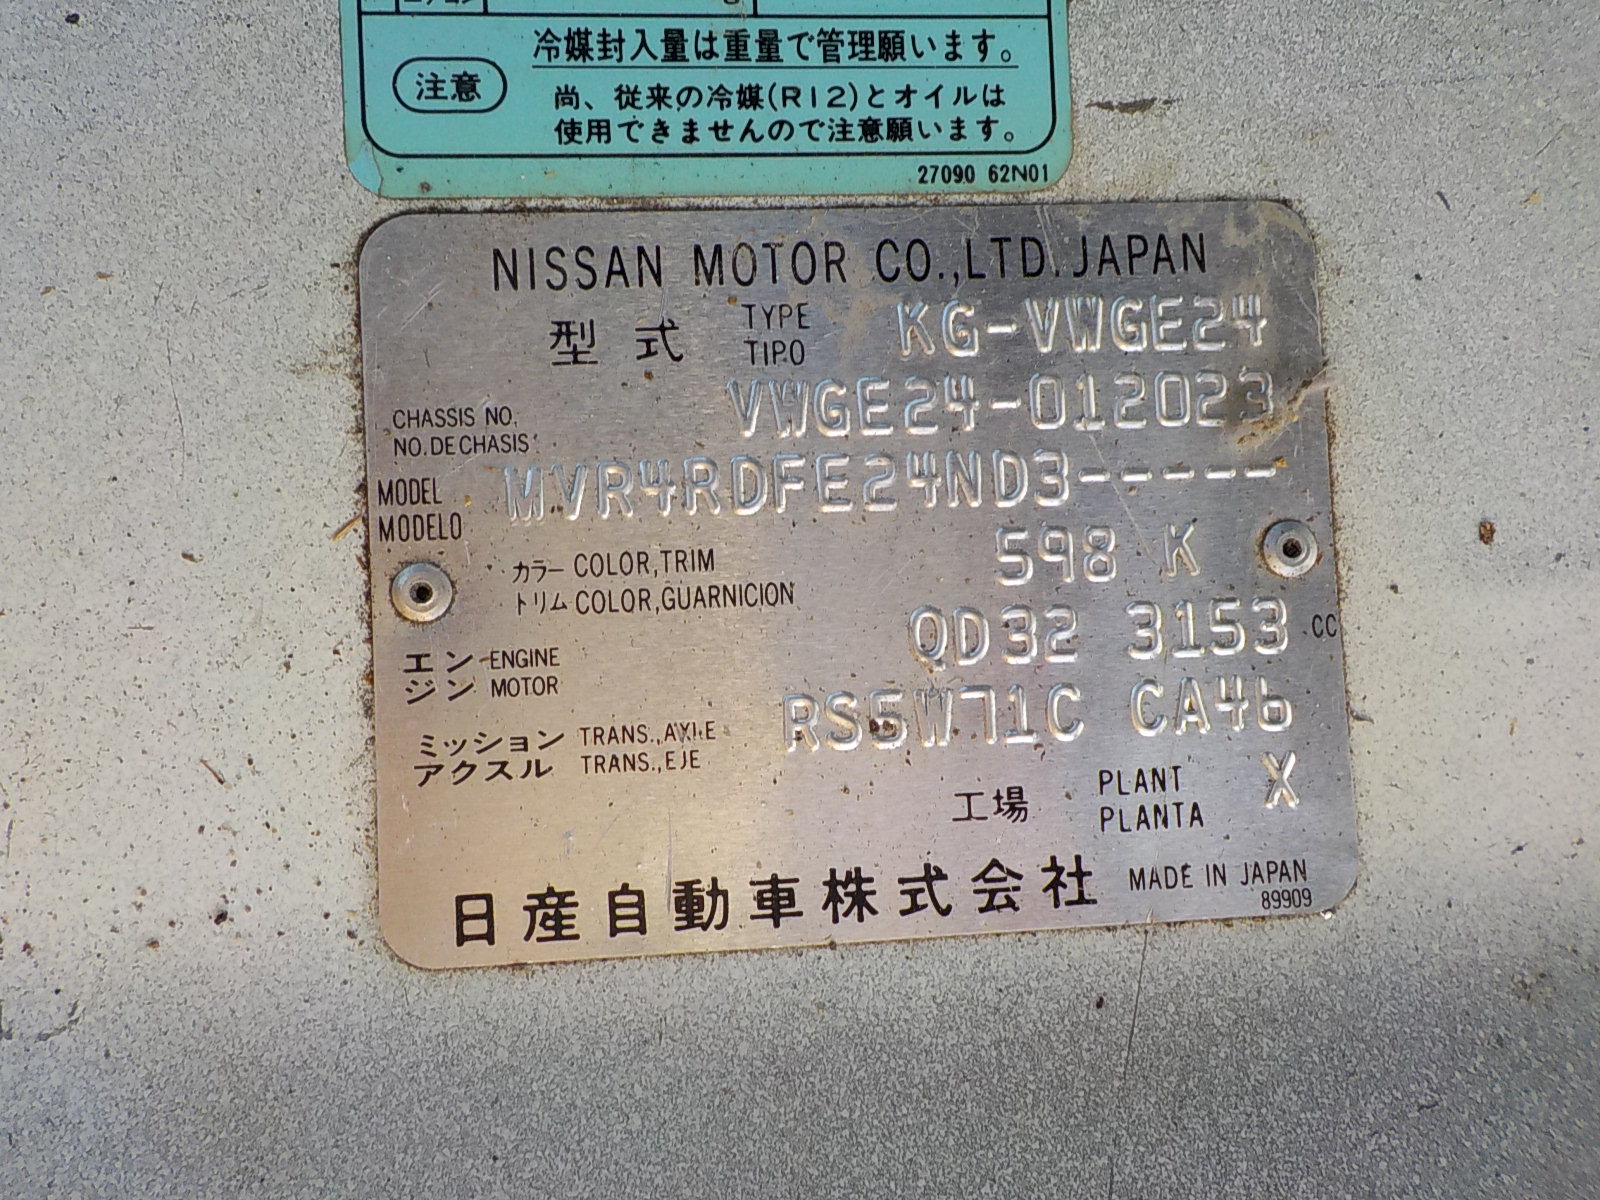 エアコン
冷媒封入量は重量で管理願います。
注意
尚、従来の冷媒(R12)とオイルは
使用できませんので注意願います。
27090 62N01
NISSAN MOTOR CO.,LTD.JAPAN
型式 TYPE TIPO KG-VWGE24
CHASSIS NO. NO.DE CHASIS VWGE24-012023
MODEL MODELO MVR4RDFE24ND3-----
カラー COLOR,TRIM 598 K
トリム COLOR,GUARNICION
エンジン ENGINE MOTOR QD32 3153 CC
ミッション TRANS.,AXLE RS5W71C CA46
アクスル TRANS.,EJE
工場 PLANT PLANTA X
日産自動車株式会社 MADE IN JAPAN
89909